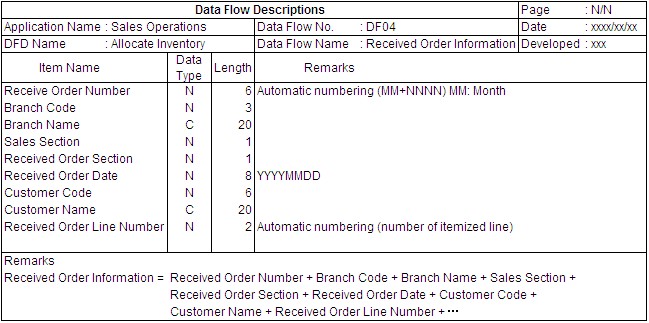 Data Flow Descriptions Page : N/N
Application Name : Sales Operations Data Flow No. : DF04 Date : xxxx/xx/xx
DFD Name : Allocate Inventory Data Flow Name : Received Order Information Developed : xxx
Item Name Data Type Length Remarks
Receive Order Number N 6 Automatic numbering (MM+NNNN) MM: Month
Branch Code N 3
Branch Name C 20
Sales Section N 1
Received Order Section N 1
Received Order Date N 8 YYYYMMDD
Customer Code N 6
Customer Name C 20
Received Order Line Number N 2 Automatic numbering (number of itemized line)
Remarks
Received Order Information = Received Order Number + Branch Code + Branch Name + Sales Section +
Received Order Section + Received Order Date + Customer Code +
Customer Name + Received Order Line Number + ···